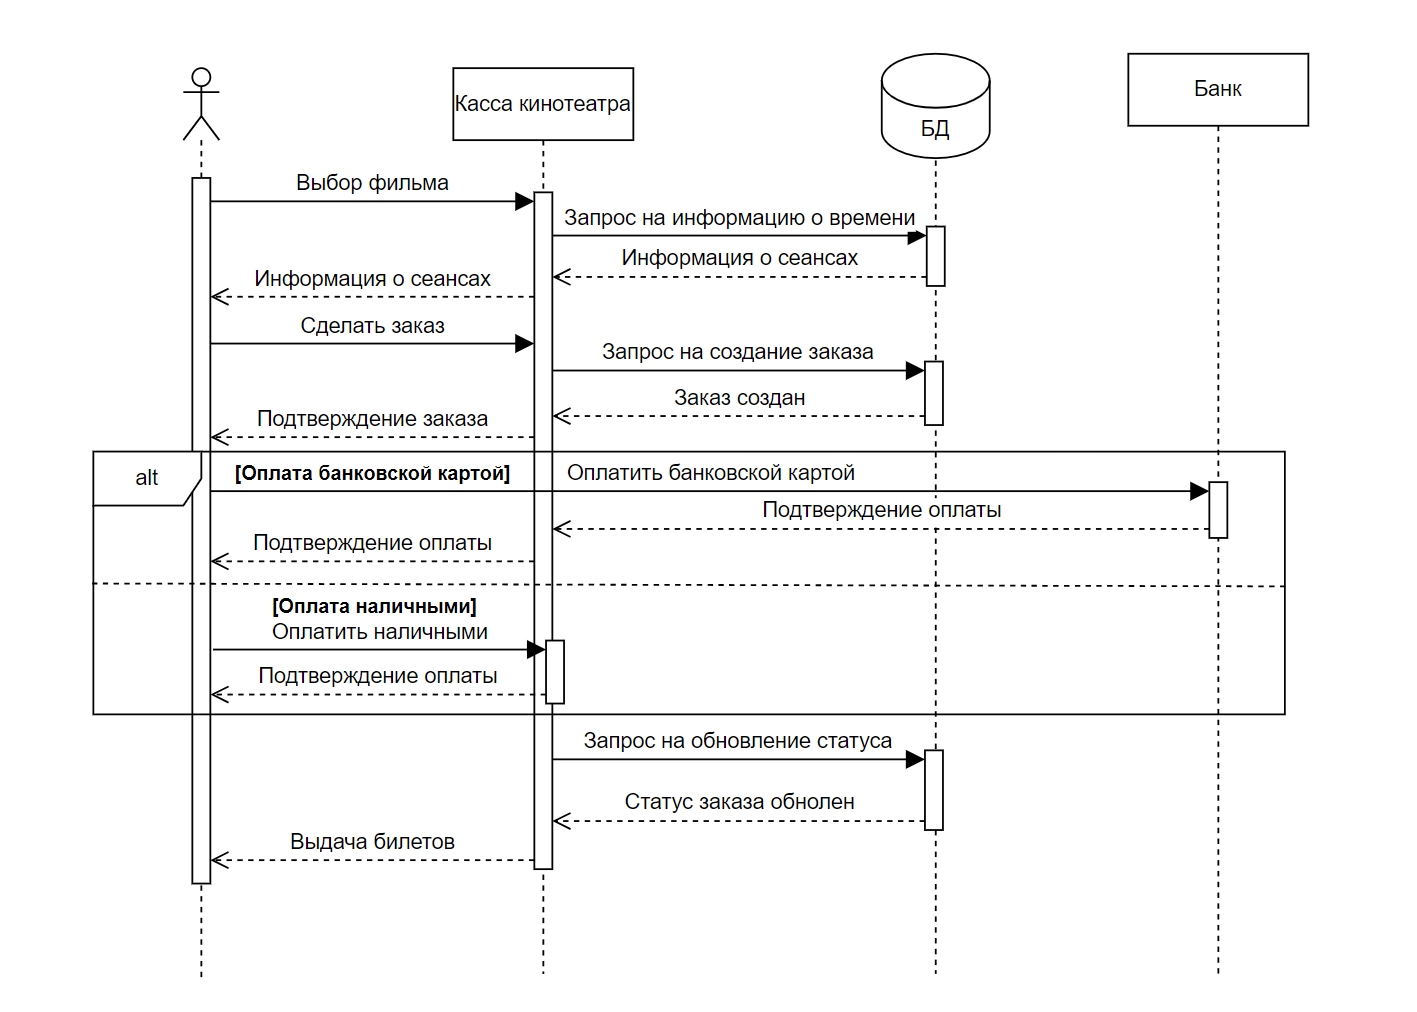 Касса кинотеатра
БД
Банк
Выбор фильма
Запрос на информацию о времени
Информация о сеансах
Информация о сеансах
Сделать заказ
Запрос на создание заказа
Заказ создан
Подтверждение заказа
alt
[Оплата банковской картой]
Оплатить банковской картой
Подтверждение оплаты
Подтверждение оплаты
[Оплата наличными]
Оплатить наличными
Подтверждение оплаты
Запрос на обновление статуса
Статус заказа обнолен
Выдача билетов